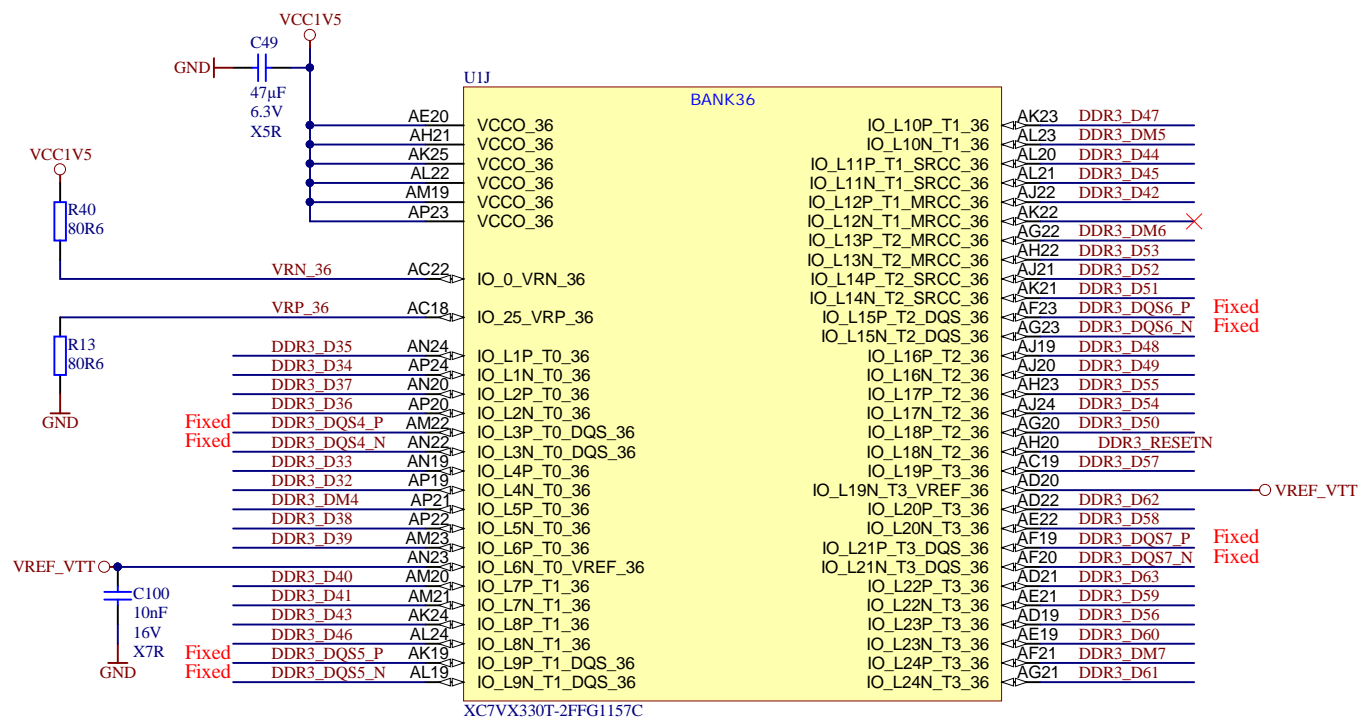 VCC1V5
C49
GND
47µF
6.3V
X5R
VCC1V5
R40
80R6
VRN_36
VRP_36
R13
80R6
GND
U1J
BANK36
AE20 VCCO_36
AH21 VCCO_36
AK25 VCCO_36
AL22 VCCO_36
AM19 VCCO_36
AP23 VCCO_36
AC22 IO_0_VRN_36
AC18 IO_25_VRP_36
DDR3_D35 AN24 IO_L1P_T0_36
DDR3_D34 AP24 IO_L1N_T0_36
DDR3_D37 AN20 IO_L2P_T0_36
DDR3_D36 AP20 IO_L2N_T0_36
Fixed DDR3_DQS4_P AM22 IO_L3P_T0_DQS_36
Fixed DDR3_DQS4_N AN22 IO_L3N_T0_DQS_36
DDR3_D33 AN19 IO_L4P_T0_36
DDR3_D32 AP19 IO_L4N_T0_36
DDR3_DM4 AP21 IO_L5P_T0_36
DDR3_D38 AP22 IO_L5N_T0_36
DDR3_D39 AM23 IO_L6P_T0_36
VREF_VTT AN23 IO_L6N_T0_VREF_36
DDR3_D40 AM20 IO_L7P_T1_36
DDR3_D41 AM21 IO_L7N_T1_36
DDR3_D43 AK24 IO_L8P_T1_36
DDR3_D46 AL24 IO_L8N_T1_36
Fixed DDR3_DQS5_P AK19 IO_L9P_T1_DQS_36
Fixed DDR3_DQS5_N AL19 IO_L9N_T1_DQS_36
C100
10nF
16V
X7R
GND
IO_L10P_T1_36 AK23 DDR3_D47
IO_L10N_T1_36 AL23 DDR3_DM5
IO_L11P_T1_SRCC_36 AL20 DDR3_D44
IO_L11N_T1_SRCC_36 AL21 DDR3_D45
IO_L12P_T1_MRCC_36 AJ22 DDR3_D42
IO_L12N_T1_MRCC_36 AK22
IO_L13P_T2_MRCC_36 AG22 DDR3_DM6
IO_L13N_T2_MRCC_36 AH22 DDR3_D53
IO_L14P_T2_SRCC_36 AJ21 DDR3_D52
IO_L14N_T2_SRCC_36 AK21 DDR3_D51
IO_L15P_T2_DQS_36 AF23 DDR3_DQS6_P Fixed
IO_L15N_T2_DQS_36 AG23 DDR3_DQS6_N Fixed
IO_L16P_T2_36 AJ19 DDR3_D48
IO_L16N_T2_36 AJ20 DDR3_D49
IO_L17P_T2_36 AH23 DDR3_D55
IO_L17N_T2_36 AJ24 DDR3_D54
IO_L18P_T2_36 AG20 DDR3_D50
IO_L18N_T2_36 AH20 DDR3_RESETN
IO_L19P_T3_36 AC19 DDR3_D57
IO_L19N_T3_VREF_36 AD20 VREF_VTT
IO_L20P_T3_36 AD22 DDR3_D62
IO_L20N_T3_36 AE22 DDR3_D58
IO_L21P_T3_DQS_36 AF19 DDR3_DQS7_P Fixed
IO_L21N_T3_DQS_36 AF20 DDR3_DQS7_N Fixed
IO_L22P_T3_36 AD21 DDR3_D63
IO_L22N_T3_36 AE21 DDR3_D59
IO_L23P_T3_36 AD19 DDR3_D56
IO_L23N_T3_36 AE19 DDR3_D60
IO_L24P_T3_36 AF21 DDR3_DM7
IO_L24N_T3_36 AG21 DDR3_D61
XC7VX330T-2FFG1157C